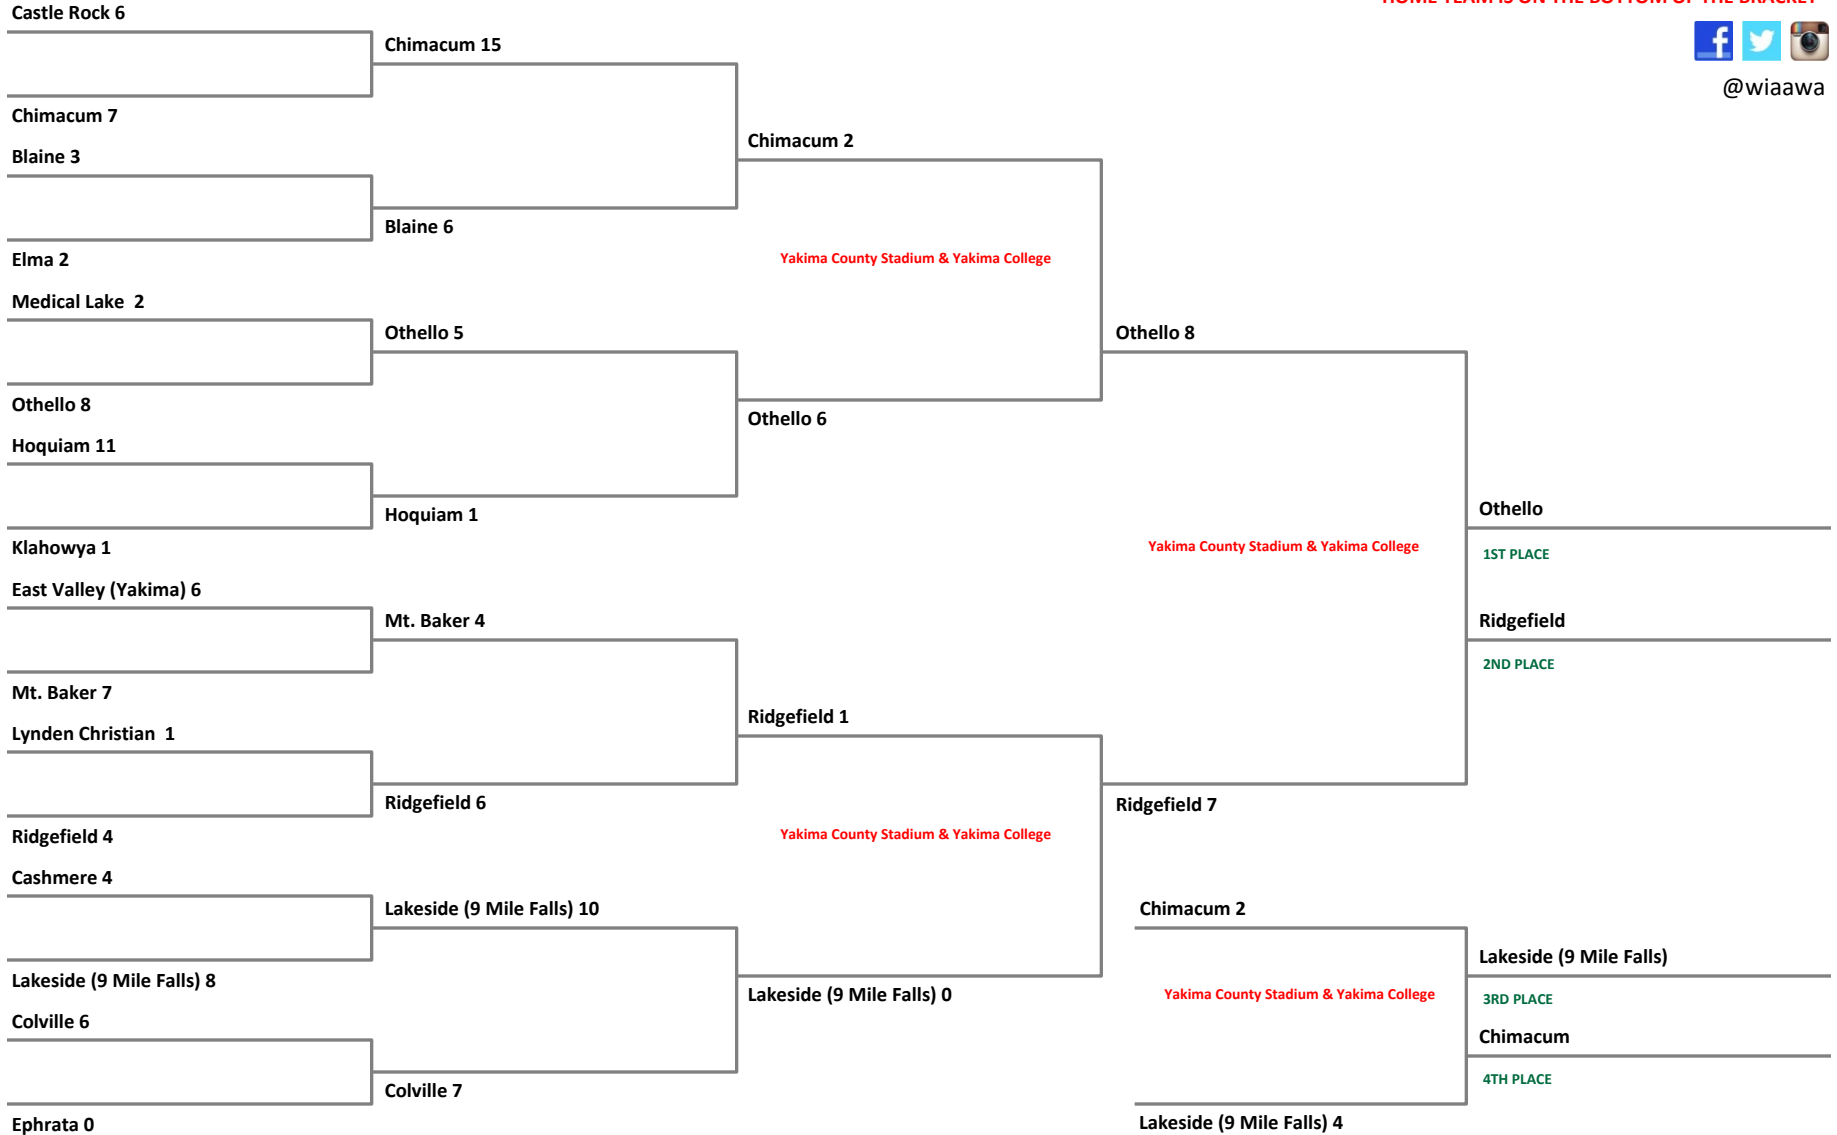 HOME TEAM IS ON THE BOTTOM OF THE BRACKET
@wiaawa
Castle Rock 6
Chimacum 7
Blaine 3
Elma 2
Medical Lake  2
Othello 8
Hoquiam 11
Klahowya 1
East Valley (Yakima) 6
Mt. Baker 7
Lynden Christian  1
Ridgefield 4
Cashmere 4
Lakeside (9 Mile Falls) 8
Colville 6
Ephrata 0
Chimacum 15
Blaine 6
Othello 5
Hoquiam 1
Mt. Baker 4
Ridgefield 6
Lakeside (9 Mile Falls) 10
Colville 7
Chimacum 2
Yakima County Stadium & Yakima College
Othello 6
Ridgefield 1
Yakima County Stadium & Yakima College
Lakeside (9 Mile Falls) 0
Othello 8
Yakima County Stadium & Yakima College
Ridgefield 7
Chimacum 2
Yakima County Stadium & Yakima College
Lakeside (9 Mile Falls) 4
Othello
1ST PLACE
Ridgefield
2ND PLACE
Lakeside (9 Mile Falls)
3RD PLACE
Chimacum
4TH PLACE